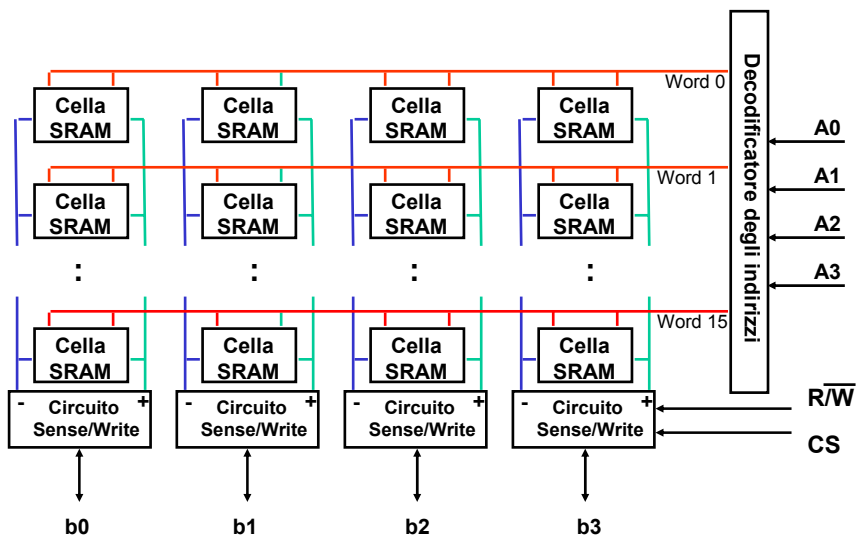 Word 0
Cella
SRAM
Cella
SRAM
Cella
SRAM
Cella
SRAM
Decodificatore degli indirizzi
A0
Word 1
A1
Cella
SRAM
Cella
SRAM
Cella
SRAM
Cella
SRAM
A2
:
:
:
:
A3
Word 15
Cella
SRAM
Cella
SRAM
Cella
SRAM
Cella
SRAM
- Circuito +
Sense/Write
- Circuito +
Sense/Write
- Circuito +
Sense/Write
- Circuito +
Sense/Write
R/W̅
CS
b0
b1
b2
b3